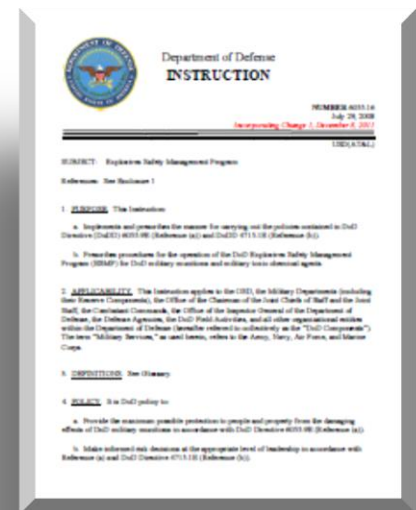 Department of Defense
INSTRUCTION
NUMBER 6055.16
July 29, 2008
Incorporating Change 1, December 8, 2011
USD(AT&L)
SUBJECT: Explosives Safety Management Program
References: See Enclosure 1
1. PURPOSE. This Instruction:
a. Implements and prescribes the manner for carrying out the policies contained in DoD
Directive (DoDD) 6055.9E (Reference (a)) and DoDD 4715.1E (Reference (b)).
b. Prescribes procedures for the operation of the DoD Explosives Safety Management
Program (ESMP) for DoD military munitions and military toxic chemical agents.
2. APPLICABILITY. This Instruction applies to the OSD, the Military Departments (including
their Reserve Components), the Office of the Chairman of the Joint Chiefs of Staff and the Joint
Staff, the Combatant Commands, the Office of the Inspector General of the Department of
Defense, the Defense Agencies, the DoD Field Activities, and all other organizational entities
within the Department of Defense (hereafter referred to collectively as the "DoD Components").
The term "Military Services," as used herein, refers to the Army, Navy, Air Force, and Marine
Corps.
3. DEFINITIONS. See Glossary.
4. POLICY. It is DoD policy to:
a. Provide the maximum possible protection to people and property from the damaging
effects of DoD military munitions in accordance with DoD Directive 6055.9E (Reference (a)).
b. Make informed risk decisions at the appropriate level of leadership in accordance with
Reference (a) and DoD Directive 4715.1E (Reference (b)).